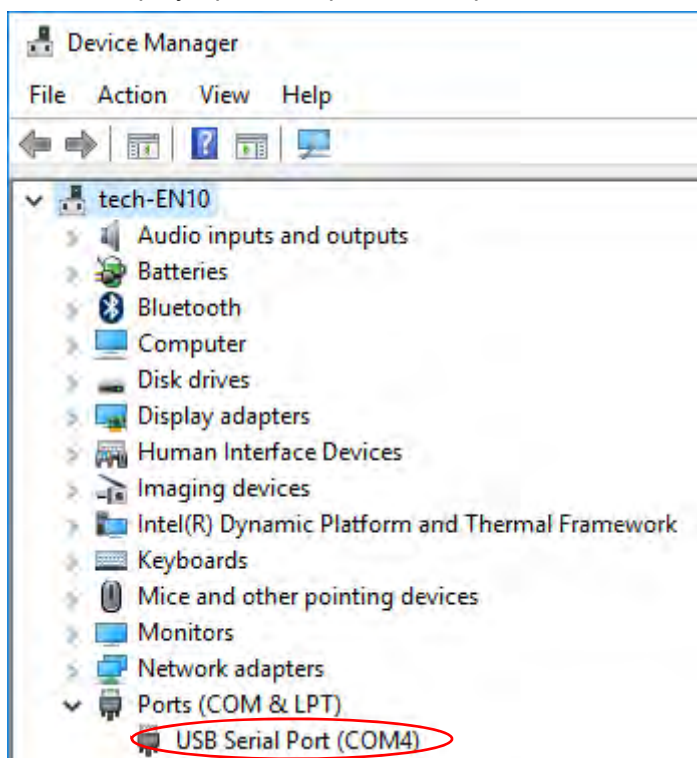 Device Manager
File Action View Help
tech-EN10
Audio inputs and outputs
Batteries
Bluetooth
Computer
Disk drives
Display adapters
Human Interface Devices
Imaging devices
Intel(R) Dynamic Platform and Thermal Framework
Keyboards
Mice and other pointing devices
Monitors
Network adapters
Ports (COM & LPT)
USB Serial Port (COM4)